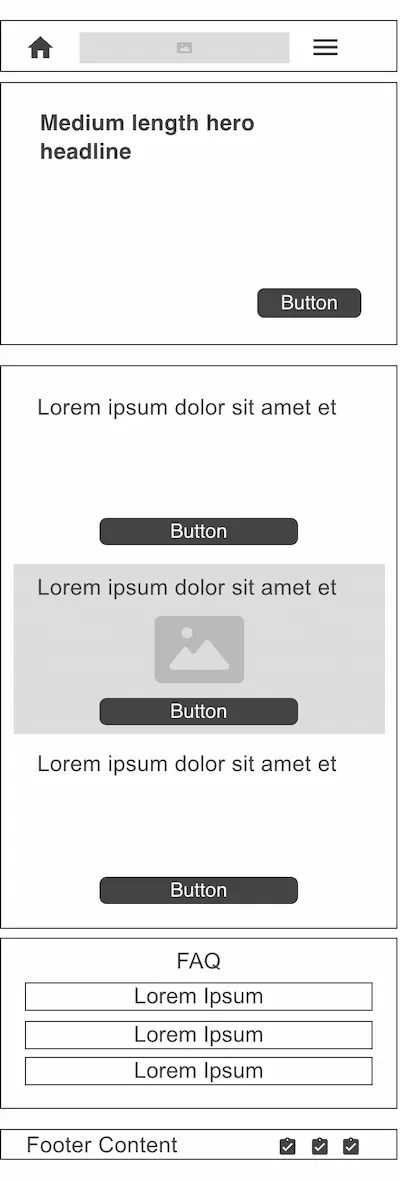 Medium length hero
headline
Button
Lorem ipsum dolor sit amet et
Button
Lorem ipsum dolor sit amet et
Button
Lorem ipsum dolor sit amet et
Button
FAQ
Lorem Ipsum
Lorem Ipsum
Lorem Ipsum
Footer Content